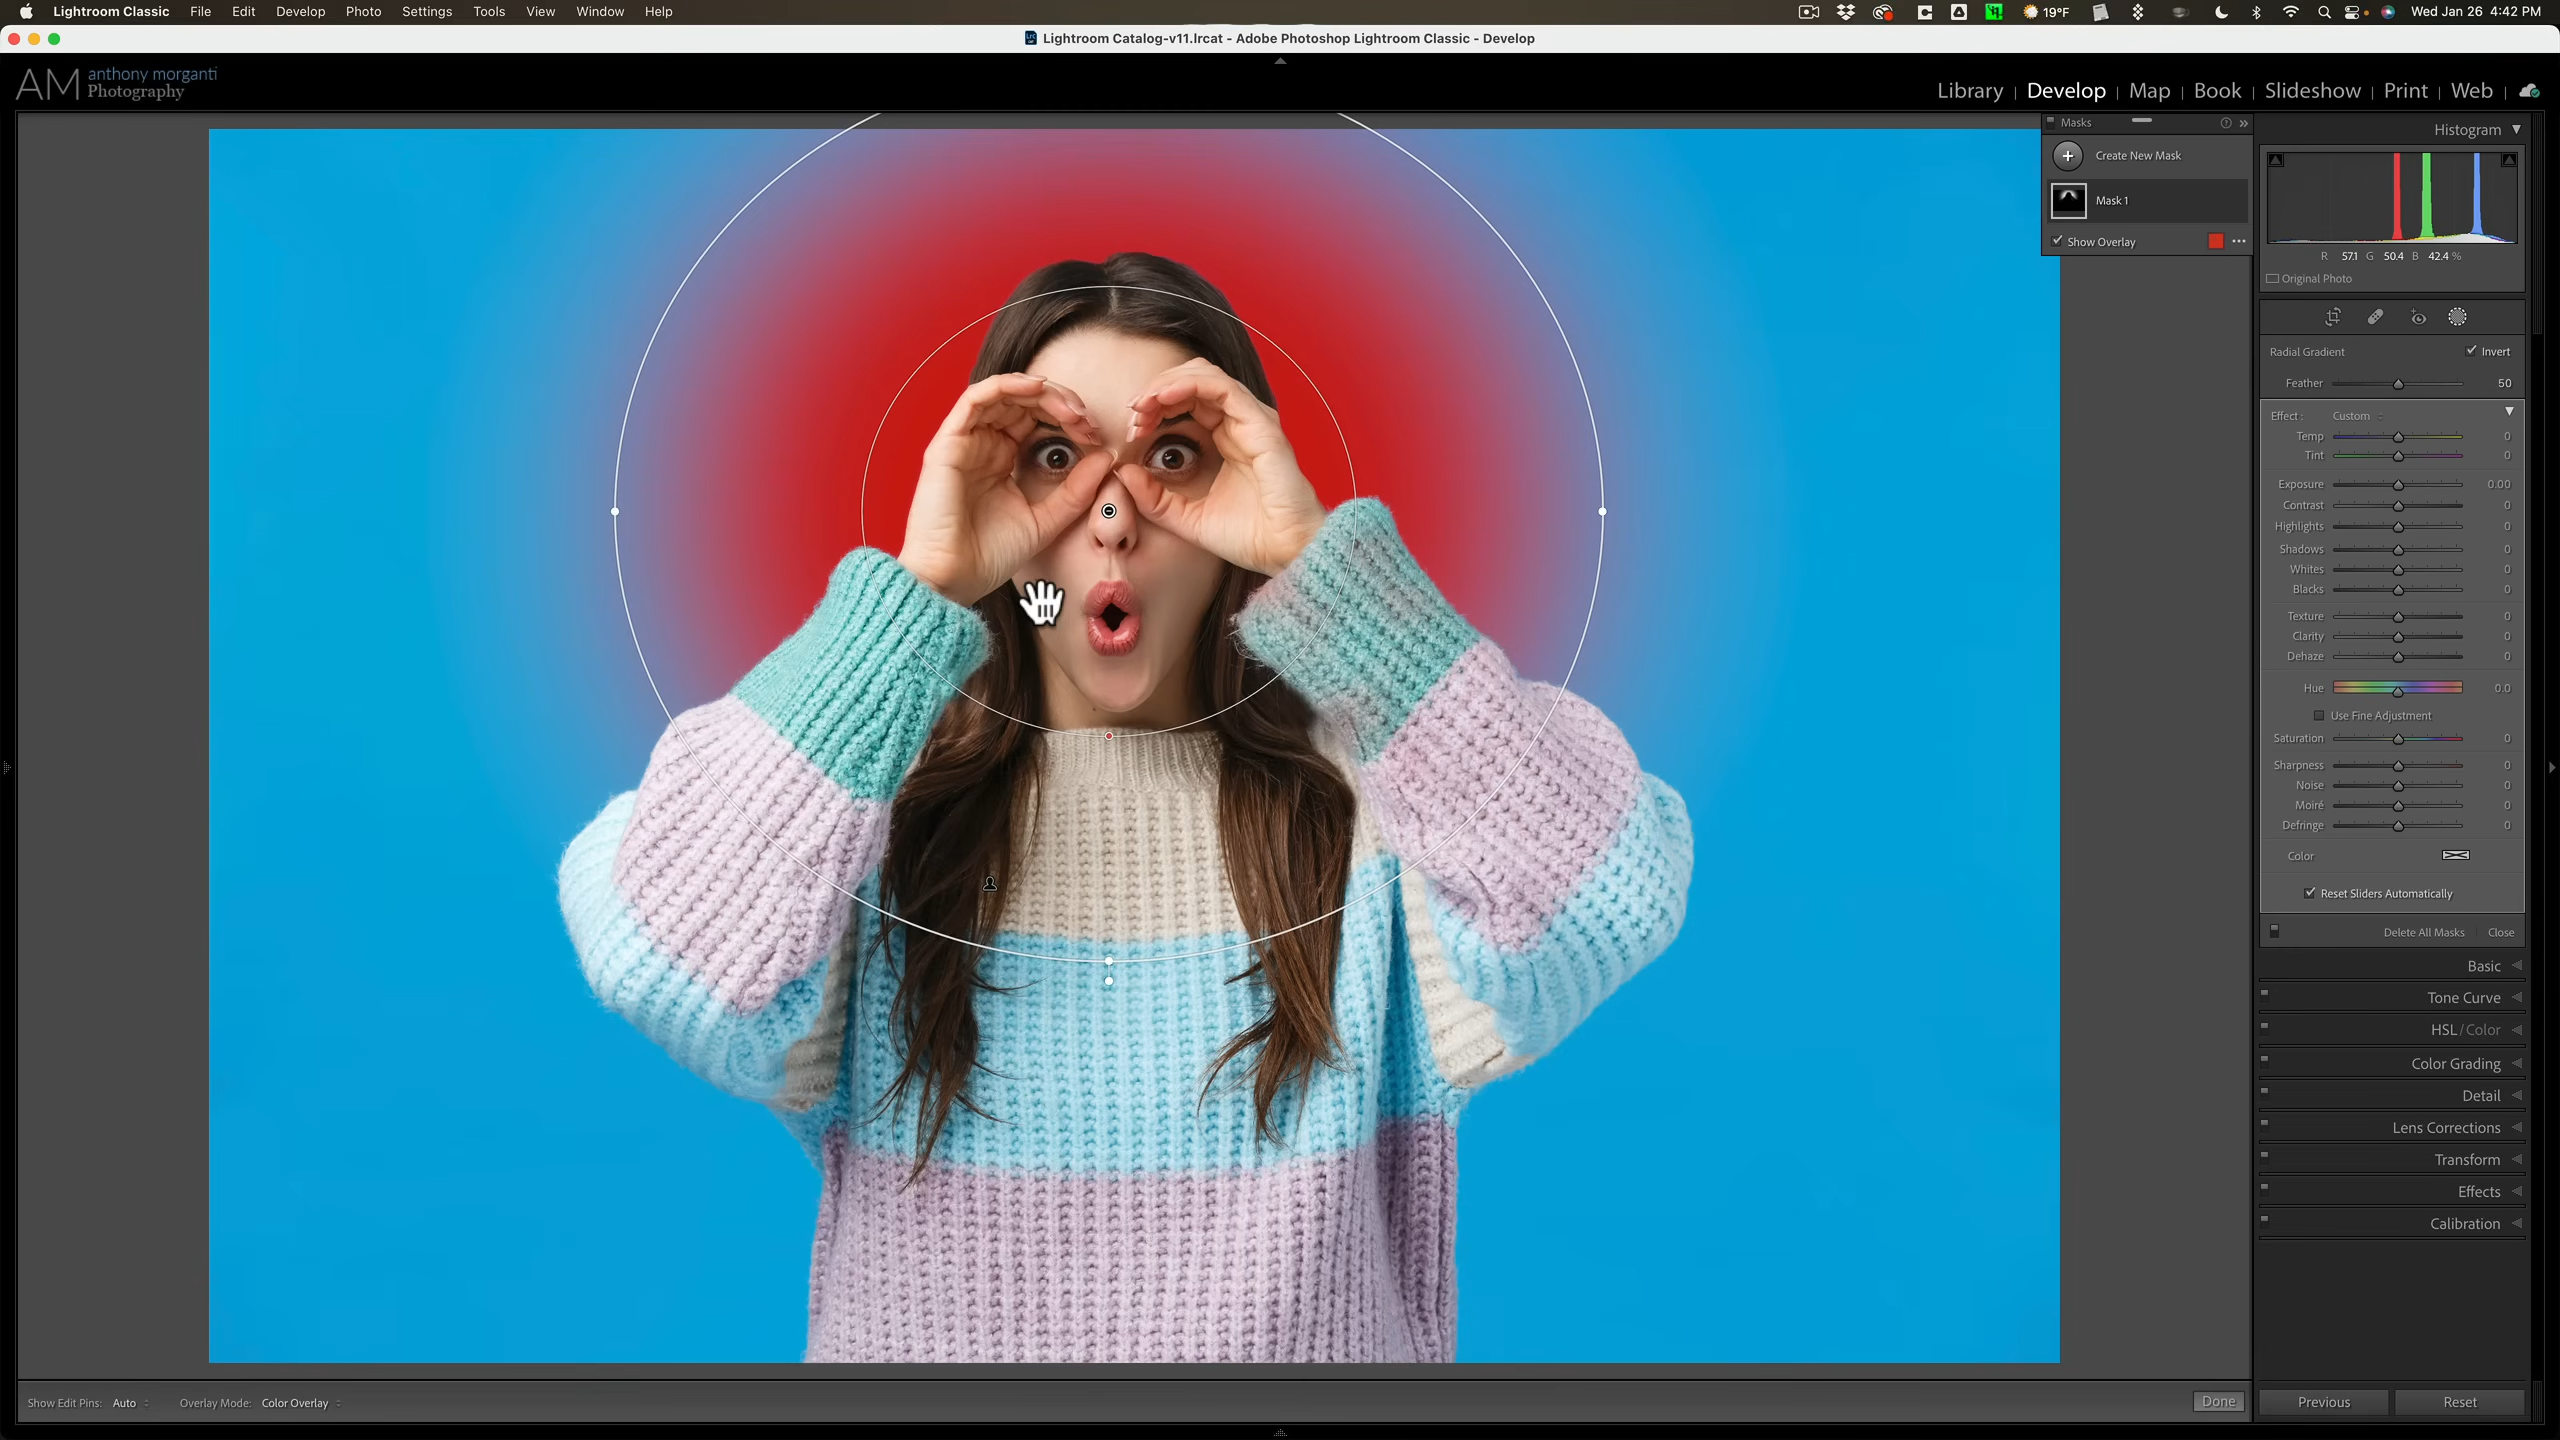 Lightroom Classic File Edit Develop Photo Settings Tools View Window Help 19°F Wed Jan 26 4:42 PM
Lightroom Catalog-v11.lrcat - Adobe Photoshop Lightroom Classic - Develop
AM anthony morganti
Photography
Library | Develop | Map | Book | Slideshow | Print | Web
Masks
Create New Mask
Mask 1
Show Overlay
Histogram
R 57.1 G 50.4 B 42.4 %
Original Photo
Radial Gradient Invert
Feather 50
Effect : Custom
Temp 0
Tint 0
Exposure 0.00
Contrast 0
Highlights 0
Shadows 0
Whites 0
Blacks 0
Texture 0
Clarity 0
Dehaze 0
Hue 0.0
Use Fine Adjustment
Saturation 0
Sharpness 0
Noise 0
Moiré 0
Defringe 0
Color
Reset Sliders Automatically
Delete All Masks Close
Basic
Tone Curve
HSL / Color
Color Grading
Detail
Lens Corrections
Transform
Effects
Calibration
Show Edit Pins: Auto Overlay Mode: Color Overlay Done Previous Reset